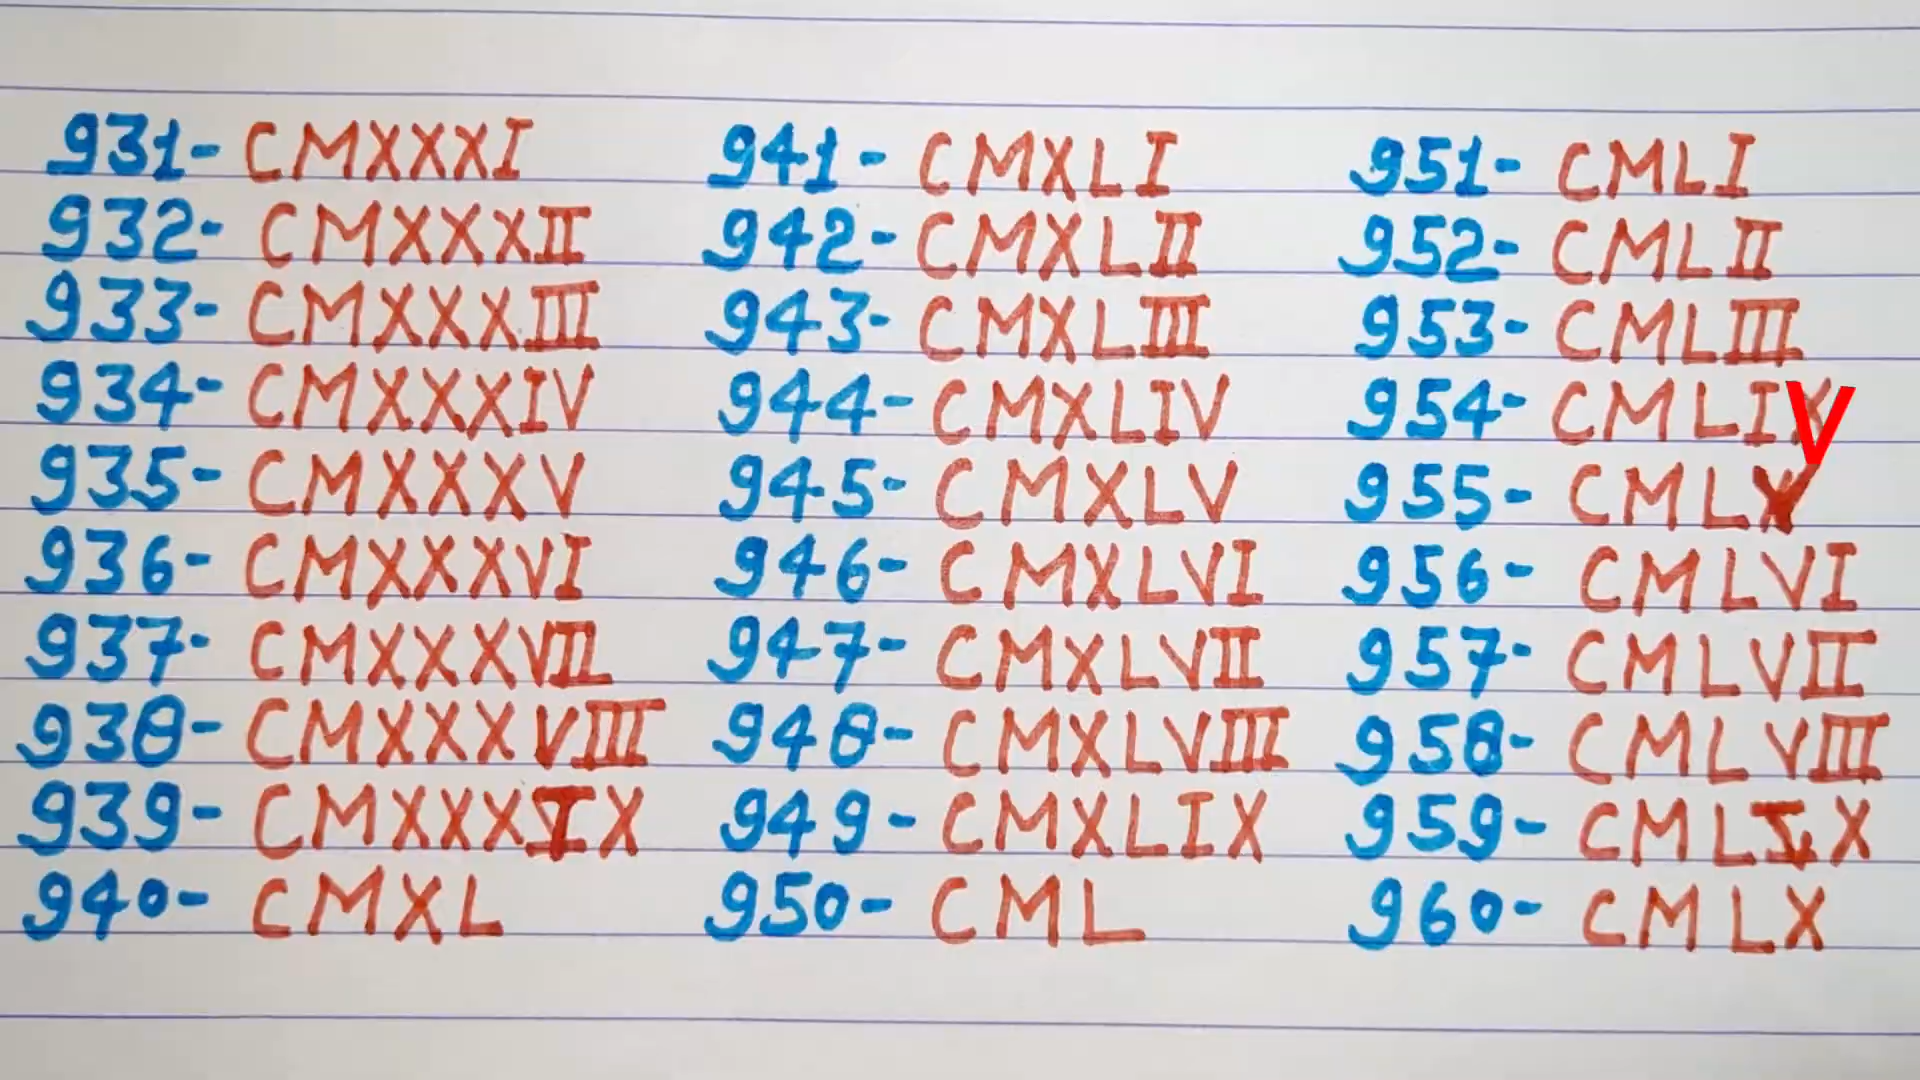 931- CMXXXI
932- CMXXXII
933- CMXXXIII
934- CMXXXIV
935- CMXXXV
936- CMXXXVI
937- CMXXXVII
938- CMXXXVIII
939- CMXXXIX
940- CMXL
941- CMXLI
942- CMXLII
943- CMXLIII
944- CMXLIV
945- CMXLV
946- CMXLVI
947- CMXLVII
948- CMXLVIII
949- CMXLIX
950- CML
951- CMLI
952- CMLII
953- CMLIII
954- CMLIV
955- CMLV
956- CMLVI
957- CMLVII
958- CMLVIII
959- CMLIX
960- CMLX